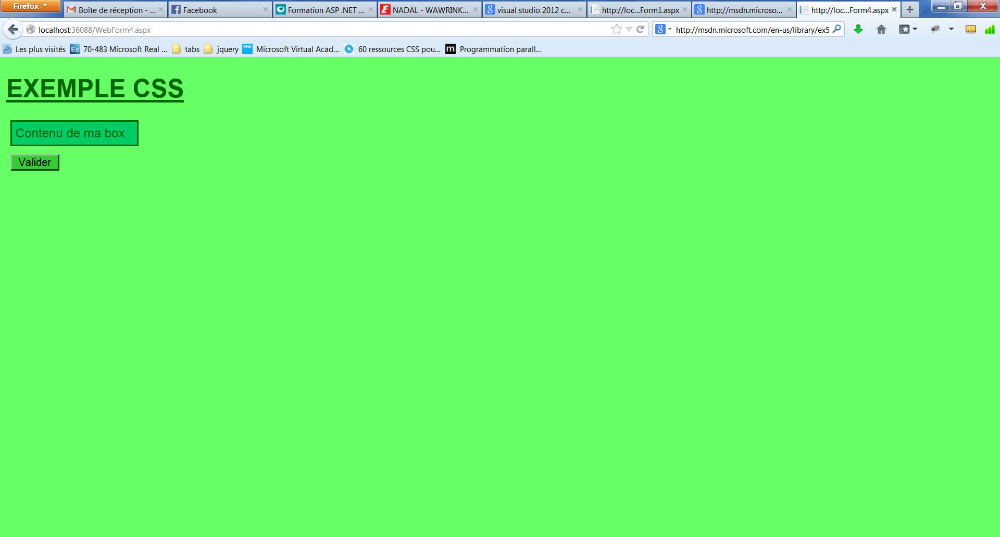 Firefox
Boîte de réception - ...
Facebook
Formation ASP .NET ...
NADAL - WAWRINK...
visual studio 2012 c...
http://loc...Form1.aspx
http://msdn.microso...
http://loc...Form4.aspx
localhost:36088/WebForm4.aspx
http://msdn.microsoft.com/en-us/library/ex5
Les plus visités
Ec 70-483 Microsoft Real ...
tabs
jquery
MVA Microsoft Virtual Acad...
60 ressources CSS pou...
m Programmation parall...
EXEMPLE CSS
Contenu de ma box
Valider